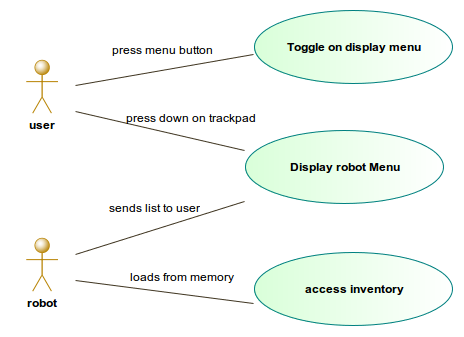 press menu button
Toggle on display menu
user
press down on trackpad
Display robot Menu
sends list to user
robot
loads from memory
access inventory